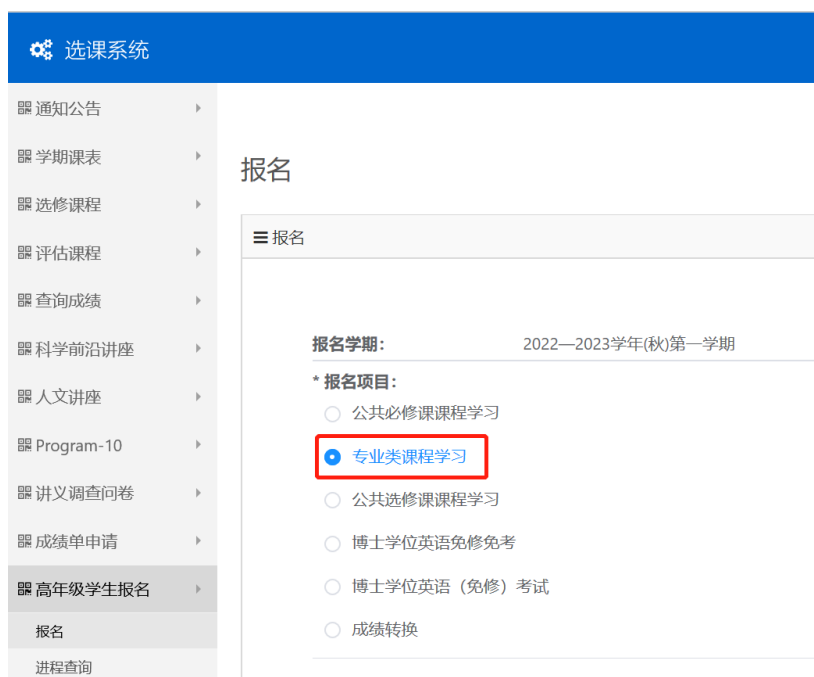 选课系统
通知公告
学期课表
选修课程
评估课程
查询成绩
科学前沿讲座
人文讲座
Program-10
讲义调查问卷
成绩单申请
高年级学生报名
报名
进程查询
报名
报名
报名学期： 2022—2023学年(秋)第一学期
* 报名项目：
公共必修课课程学习
专业类课程学习
公共选修课课程学习
博士学位英语免修免考
博士学位英语（免修）考试
成绩转换